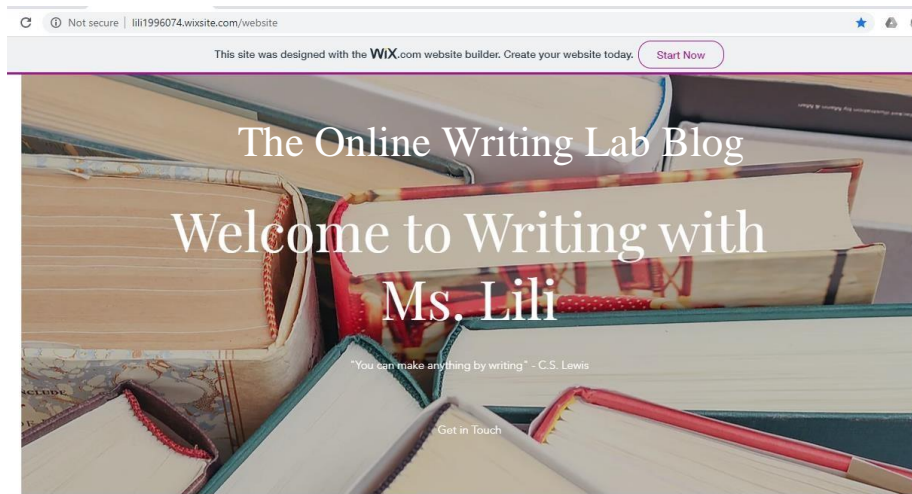 Not secure | lili1996074.wixsite.com/website
This site was designed with the WiX.com website builder. Create your website today. Start Now
The Online Writing Lab Blog
Welcome to Writing with
Ms. Lili
"You can make anything by writing" - C.S. Lewis
Get in Touch